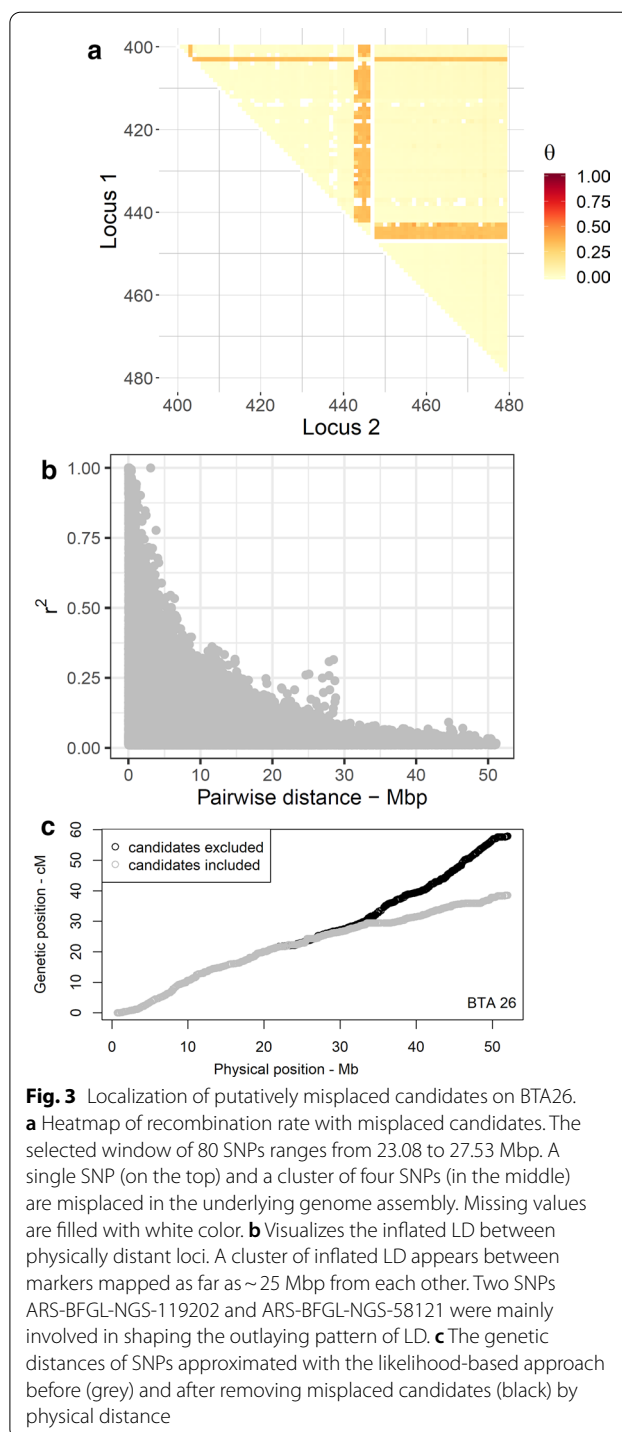 a
400
420
440
460
480
Locus 1
400
420
440
460
480
Locus 2
θ
1.00
0.75
0.50
0.25
0.00
b
1.00
0.75
0.50
0.25
0.00
r²
0
10
20
30
40
50
Pairwise distance − Mbp
c
60
50
40
30
20
10
0
Genetic position - cM
candidates excluded
candidates included
BTA 26
0
10
20
30
40
50
Physical position - Mb
Fig. 3 Localization of putatively misplaced candidates on BTA26.
a Heatmap of recombination rate with misplaced candidates. The
selected window of 80 SNPs ranges from 23.08 to 27.53 Mbp. A
single SNP (on the top) and a cluster of four SNPs (in the middle)
are misplaced in the underlying genome assembly. Missing values
are filled with white color. b Visualizes the inflated LD between
physically distant loci. A cluster of inflated LD appears between
markers mapped as far as ~ 25 Mbp from each other. Two SNPs
ARS-BFGL-NGS-119202 and ARS-BFGL-NGS-58121 were mainly
involved in shaping the outlaying pattern of LD. c The genetic
distances of SNPs approximated with the likelihood-based approach
before (grey) and after removing misplaced candidates (black) by
physical distance